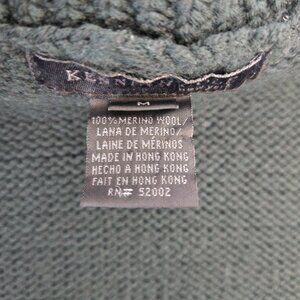 M
100% MERINO WOOL/
LANA DE MERINO/
LAINE DE MÉRINOS
MADE IN HONG KONG
HECHO A HONG KONG
FAIT EN HONG KONG
RN# 52002